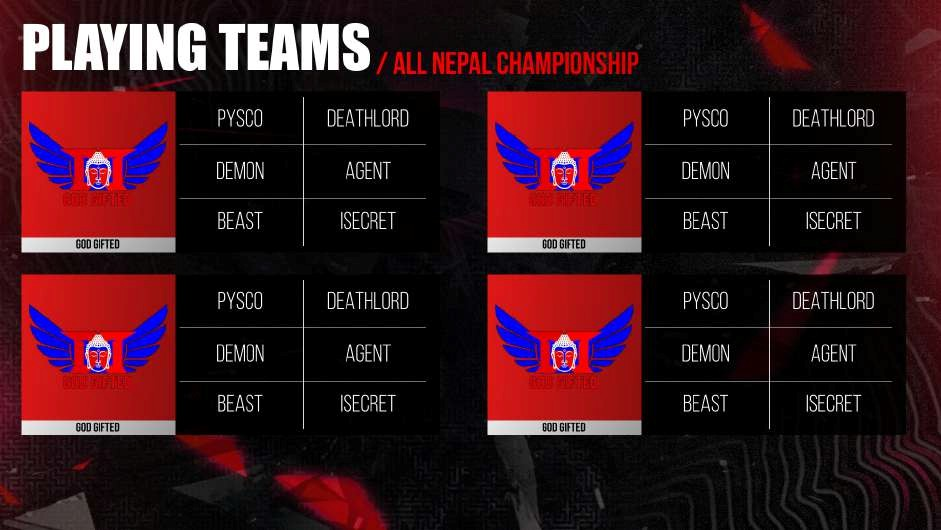 PLAYING TEAMS / ALL NEPAL CHAMPIONSHIP
GOD GIFTED
GOD GIFTED
PYSCO DEATHLORD
DEMON AGENT
BEAST ISECRET
GOD GIFTED
GOD GIFTED
PYSCO DEATHLORD
DEMON AGENT
BEAST ISECRET
GOD GIFTED
GOD GIFTED
PYSCO DEATHLORD
DEMON AGENT
BEAST ISECRET
GOD GIFTED
GOD GIFTED
PYSCO DEATHLORD
DEMON AGENT
BEAST ISECRET